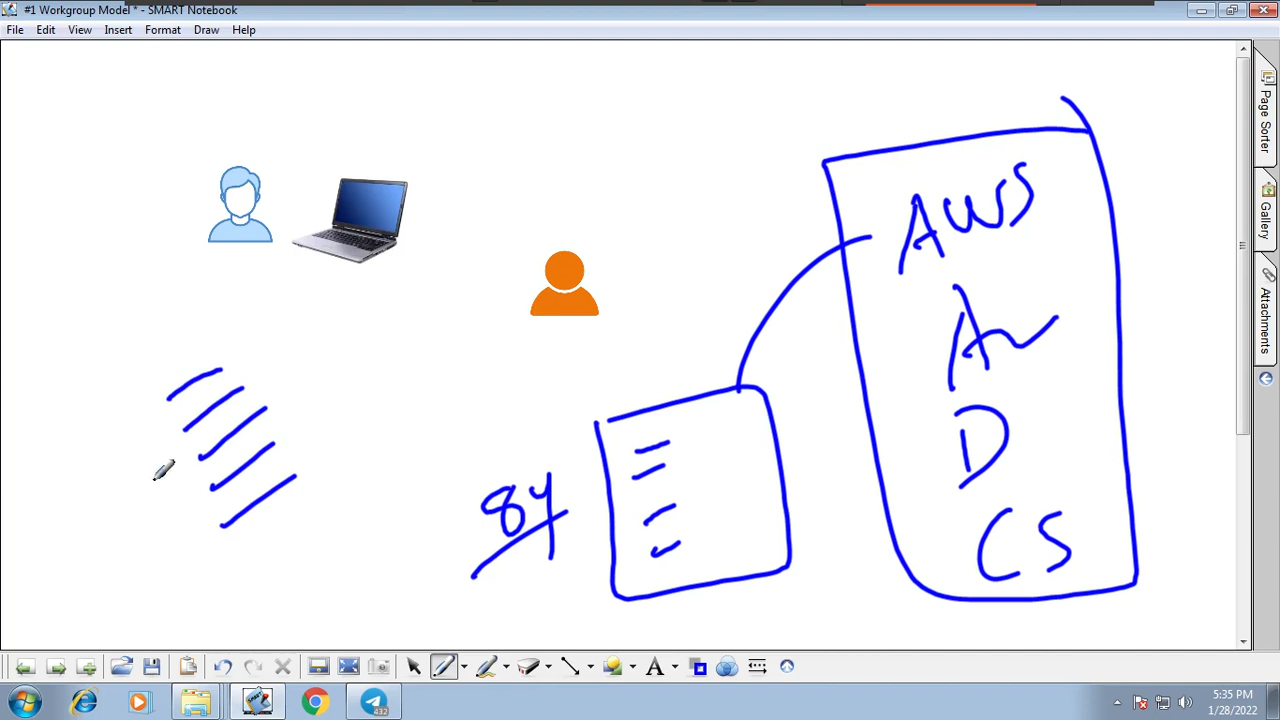 #1 Workgroup Model * - SMART Notebook
File Edit View Insert Format Draw Help
AWS
D
CS
84
Page Sorter
Gallery
Attachments
A
432
5:35 PM
1/28/2022